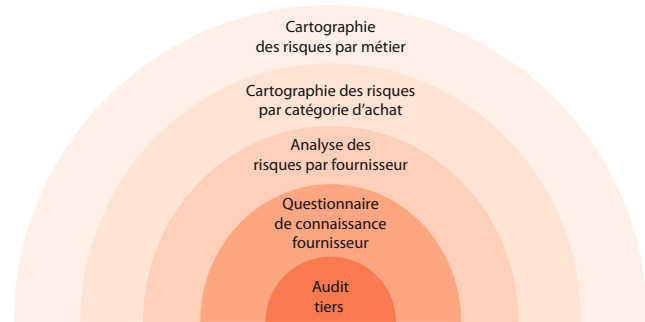 Cartographie
des risques par métier
Cartographie des risques
par catégorie d’achat
Analyse des
risques par fournisseur
Questionnaire
de connaissance
fournisseur
Audit
tiers